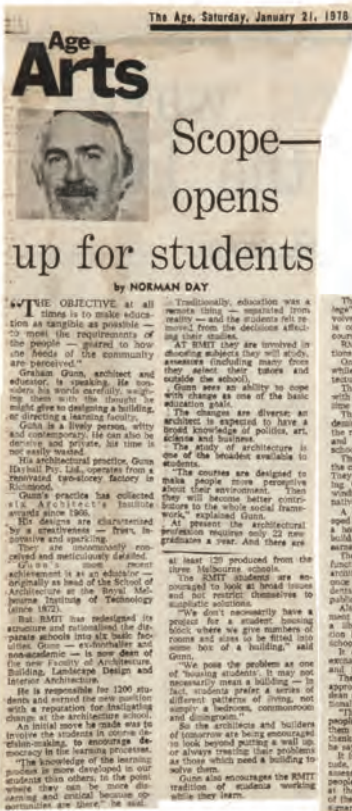 The Age, Saturday, January 21, 1978
Age
Arts
Scope—
opens
up for students
by NORMAN DAY
"THE OBJECTIVE at all
times is to make educa-
tion as tangible as possible —
to meet the requirements of
the people — geared to how
the needs of the community
are perceived."
Graham Gunn, architect and
educator, is speaking. He con-
siders his words carefully, weigh-
ing them with the thought he
might give to designing a building,
or directing a learning faculty.
Gunn is a lively person, witty
and contemporary. He can also be
decisive and private, his time is
not easily wasted.
His architectural practice, Gunn
Hayball Pty. Ltd., operates from a
renovated two-storey factory in
Richmond.
Gunn's practice has collected
six Architect's Institute
awards since 1966.
His designs are characterised
by a creativeness — fresh, in-
novative and sparkling.
They are uncommonly con-
ceived and meticulously detailed.
Gunn's most recent
achievement is as an educator —
originally as head of the School of
Architecture at the Royal Mel-
bourne Institute of Technology
(since 1972).
But RMIT has redesigned its
structure and rationalised the dis-
parate schools into six basic fac-
ulties. Gunn — exfootballer and
non-academic — is now dean of
the new Faculty of Architecture,
Building, Landscape Design and
Interior Architecture.
He is responsible for 1200 stu-
dents and earned the new position
with a reputation for instigating
change at the architecture school.
An initial move he made was to
involve the students in course de-
cision-making, to encourage de-
mocracy in the learning processes.
"The knowledge of the learning
process is more developed in our
students than others, to the point
where they can be more dis-
cerning and critical because op-
portunities are there," he said.
Traditionally, education was a
remote thing — separated from
reality — and the students felt re-
moved from the decisions affect-
ing their studies.
AT RMIT they are involved in
choosing subjects they will study,
assessors (including many from
they select their tutors and
outside the school).
Gunn sees an ability to cope
with change as one of the basic
education goals.
The changes are diverse; an
architect is expected to have a
broad knowledge of politics, art,
science and business.
The study of architecture is
one of the broadest available to
students.
"The courses are designed to
make people more perceptive
about their environment. Then
they will become better contri-
butors to the whole social frame-
work," explained Gunn.
At present the architectural
profession requires only 22 new
graduates a year. And there are
at least 120 produced from the
three Melbourne schools.
The RMIT students are en-
couraged to look at broad issues
and not restrict themselves to
simplistic solutions.
"We don't necessarily have a
project for a student housing
block where we give numbers of
rooms and sizes to be fitted into
some box of a building," said
Gunn.
"We pose the problem as one
of 'housing students'. It may not
necessarily mean a building — in
fact, students prefer a series of
different patterns of living, not
simply a bedroom, commonroom
and diningroom."
So the architects and builders
of tomorrow are being encouraged
to look beyond putting a wall up,
or always treating their problems
as those which need a building to
solve them.
Gunn also encourages the RMIT
tradition of students working
while they learn.